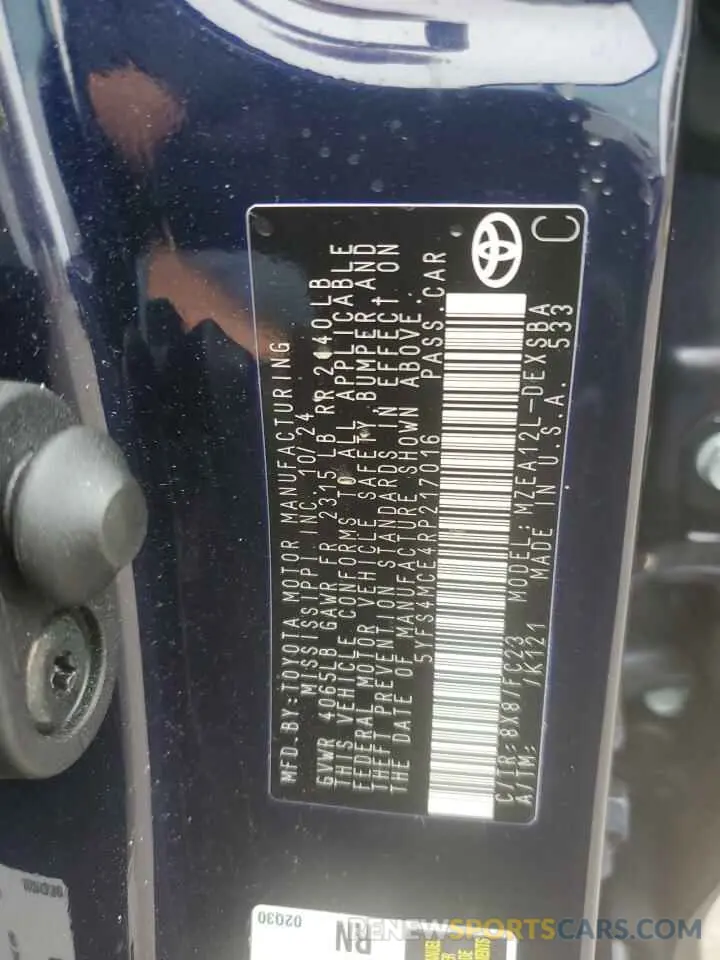 MFD.BY:TOYOTA MOTOR MANUFACTURING
MISSISSIPPI INC.10/24
GVWR 4065LB GAWR FR 2315 LB RR 2140LB
THIS VEHICLE CONFORMS TO ALL APPLICABLE
FEDERAL MOTOR VEHICLE SAFETY BUMPER AND
THEFT PREVENTION STANDARDS IN EFFECT ON
THE DATE OF MANUFACTURE SHOWN ABOVE.
5YFS4MCE4RP217016 PASS.CAR
C/TR:8X8/FC23 MODEL:MZEA12L-DEXSBA
A/TM: /K121 MADE IN U.S.A. 533
C
02030
BN
RENEWSPORTSCARS.COM